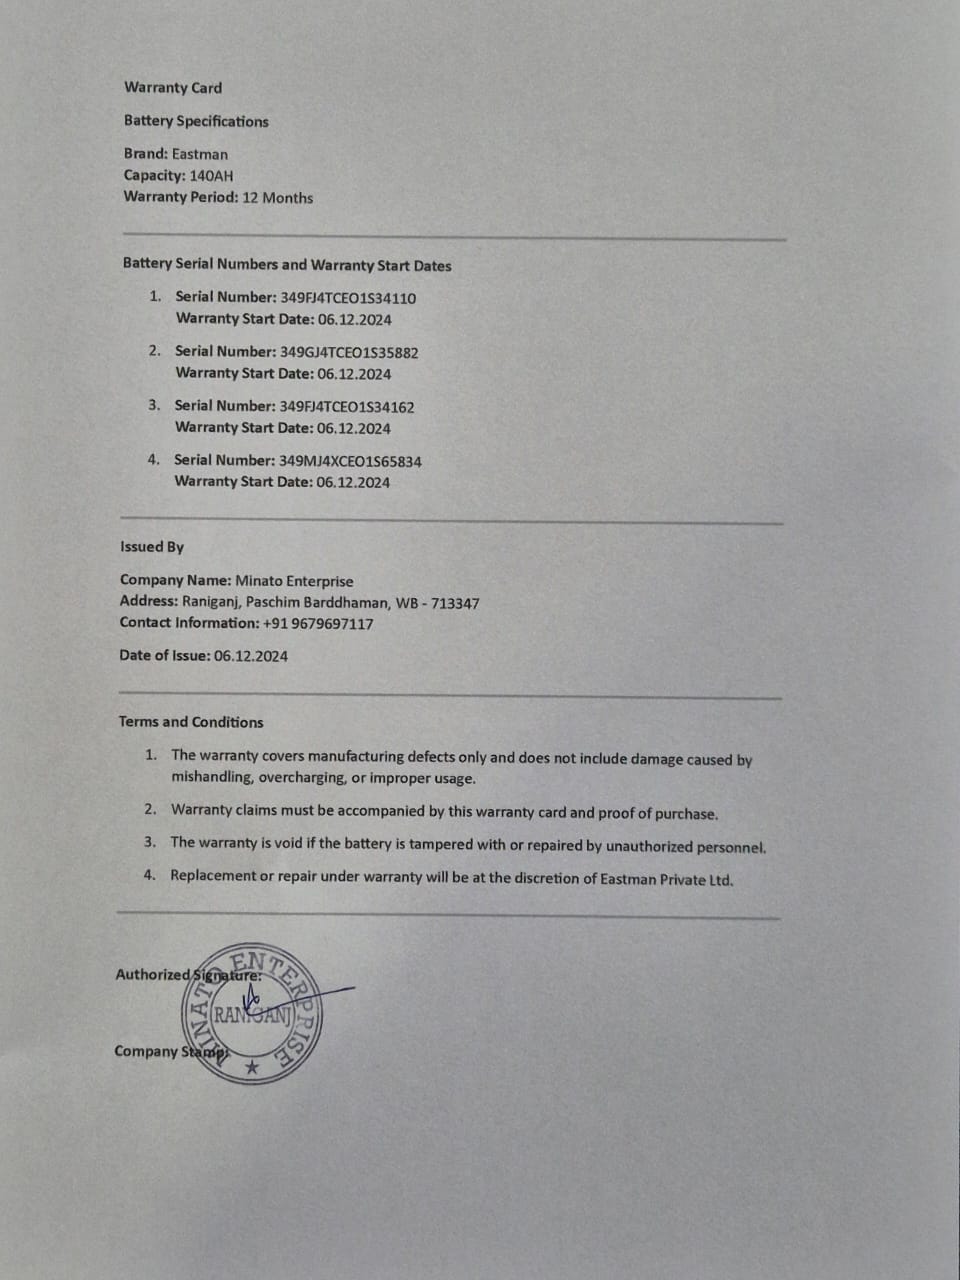 Warranty Card
Battery Specifications
Brand: Eastman
Capacity: 140AH
Warranty Period: 12 Months
Battery Serial Numbers and Warranty Start Dates
1. Serial Number: 349FJ4TCEO1S34110
Warranty Start Date: 06.12.2024
2. Serial Number: 349GJ4TCEO1S35882
Warranty Start Date: 06.12.2024
3. Serial Number: 349FJ4TCEO1S34162
Warranty Start Date: 06.12.2024
4. Serial Number: 349MJ4XCEO1S65834
Warranty Start Date: 06.12.2024
Issued By
Company Name: Minato Enterprise
Address: Raniganj, Paschim Barddhaman, WB - 713347
Contact Information: +91 9679697117
Date of Issue: 06.12.2024
Terms and Conditions
1. The warranty covers manufacturing defects only and does not include damage caused by
mishandling, overcharging, or improper usage.
2. Warranty claims must be accompanied by this warranty card and proof of purchase.
3. The warranty is void if the battery is tampered with or repaired by unauthorized personnel.
4. Replacement or repair under warranty will be at the discretion of Eastman Private Ltd.
Authorized Signature:
MINATO ENTERPRISE
RANIGANJ
Company Stamp: